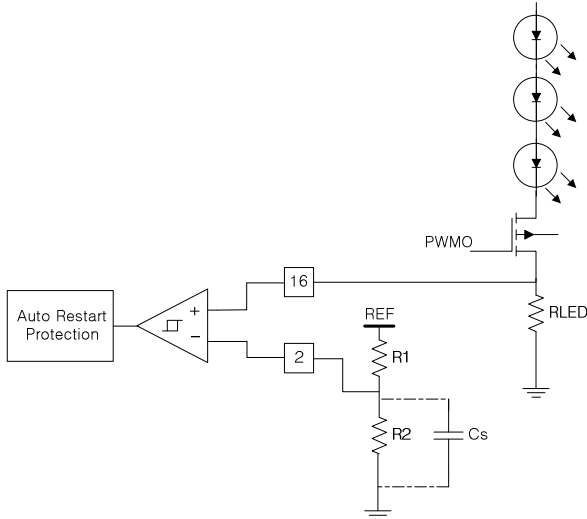 PWMO
16
RLED
Auto Restart
Protection
+
−
REF
2
R1
R2
Cs